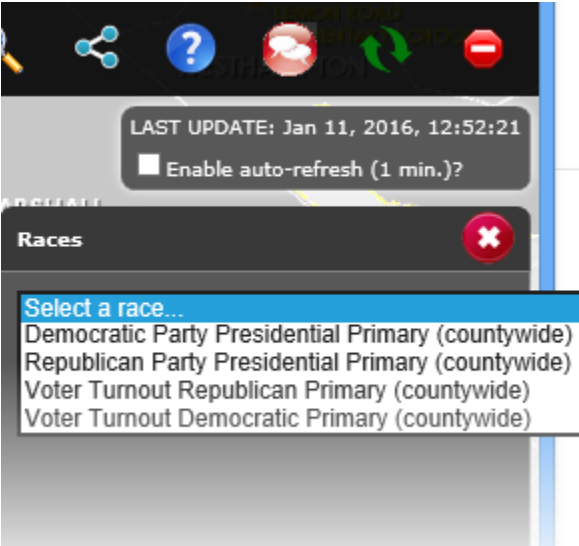 ?
LAST UPDATE: Jan 11, 2016, 12:52:21
Enable auto-refresh (1 min.)?
Races
Select a race...
Democratic Party Presidential Primary (countywide)
Republican Party Presidential Primary (countywide)
Voter Turnout Republican Primary (countywide)
Voter Turnout Democratic Primary (countywide)